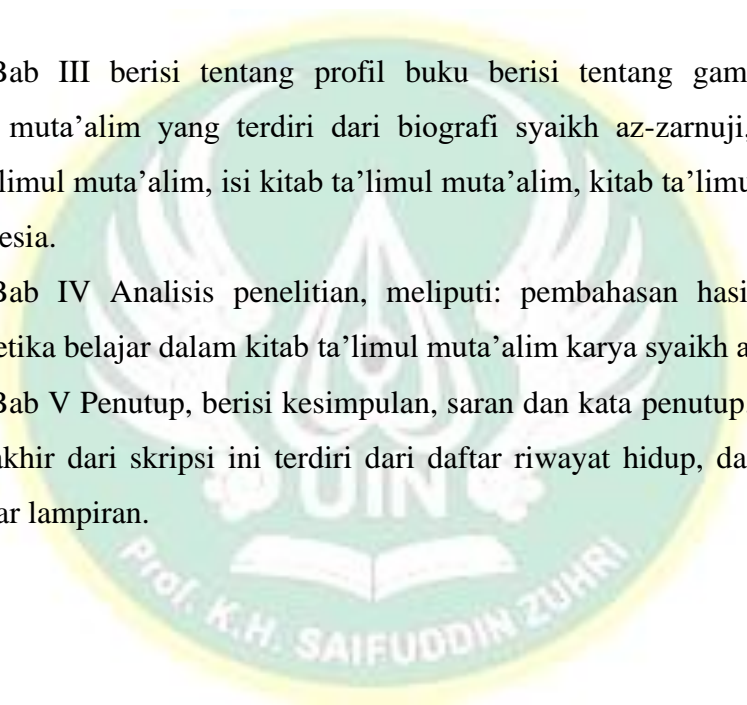 Bab III berisi tentang profil buku berisi tentang gam
muta’alim yang terdiri dari biografi syaikh az-zarnuji,
limul muta’alim, isi kitab ta’limul muta’alim, kitab ta’limu
esia.
Bab IV Analisis penelitian, meliputi: pembahasan hasi
etika belajar dalam kitab ta’limul muta’alim karya syaikh a
Bab V Penutup, berisi kesimpulan, saran dan kata penutup
akhir dari skripsi ini terdiri dari daftar riwayat hidup, da
ar lampiran.
UIN
Prof. K.H. SAIFUDDIN ZUHRI